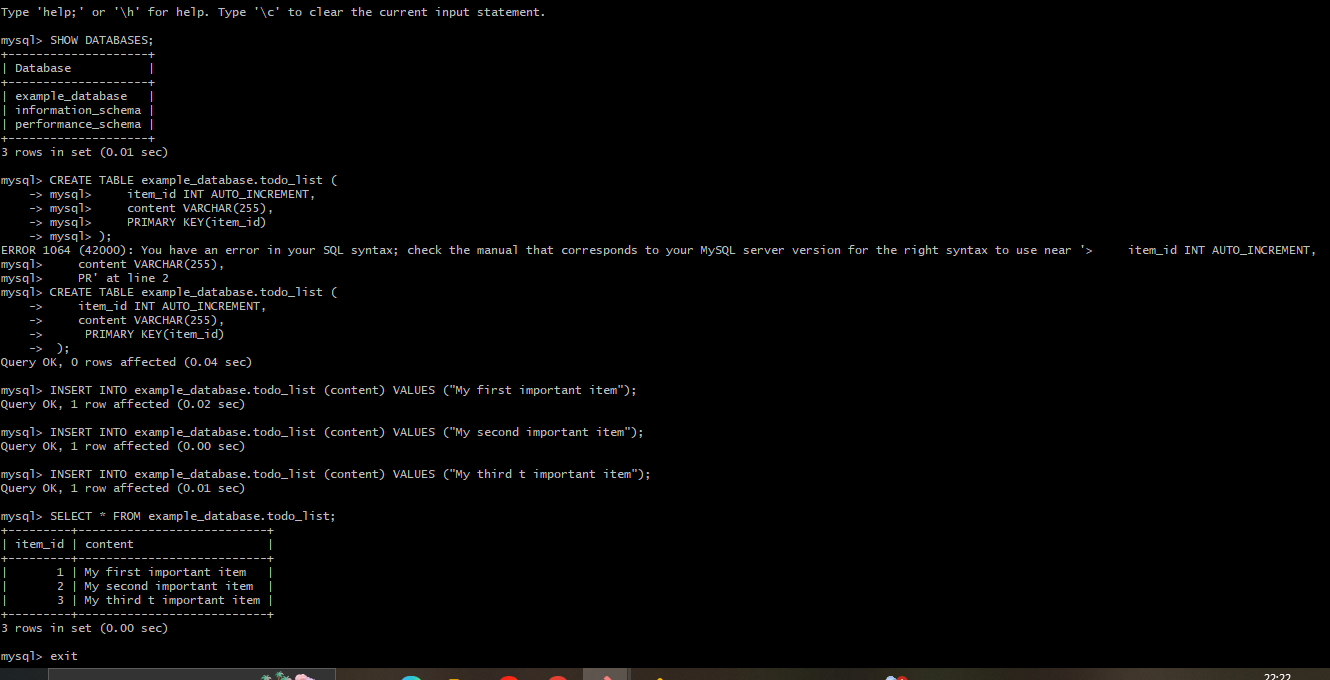 Type 'help;' or '\h' for help. Type '\c' to clear the current input statement.
mysql> SHOW DATABASES;
+--------------------+
| Database           |
+--------------------+
| example_database   |
| information_schema |
| performance_schema |
+--------------------+
3 rows in set (0.01 sec)
mysql> CREATE TABLE example_database.todo_list (
    -> mysql>     item_id INT AUTO_INCREMENT,
    -> mysql>     content VARCHAR(255),
    -> mysql>     PRIMARY KEY(item_id)
    -> mysql> );
ERROR 1064 (42000): You have an error in your SQL syntax; check the manual that corresponds to your MySQL server version for the right syntax to use near '>     item_id INT AUTO_INCREMENT,
mysql>     content VARCHAR(255),
mysql>     PR' at line 2
mysql> CREATE TABLE example_database.todo_list (
    ->     item_id INT AUTO_INCREMENT,
    ->     content VARCHAR(255),
    ->      PRIMARY KEY(item_id)
    ->  );
Query OK, 0 rows affected (0.04 sec)
mysql> INSERT INTO example_database.todo_list (content) VALUES ("My first important item");
Query OK, 1 row affected (0.02 sec)
mysql> INSERT INTO example_database.todo_list (content) VALUES ("My second important item");
Query OK, 1 row affected (0.00 sec)
mysql> INSERT INTO example_database.todo_list (content) VALUES ("My third t important item");
Query OK, 1 row affected (0.01 sec)
mysql> SELECT * FROM example_database.todo_list;
+---------+---------------------------+
| item_id | content                   |
+---------+---------------------------+
|       1 | My first important item   |
|       2 | My second important item  |
|       3 | My third t important item |
+---------+---------------------------+
3 rows in set (0.00 sec)
mysql> exit
22:22